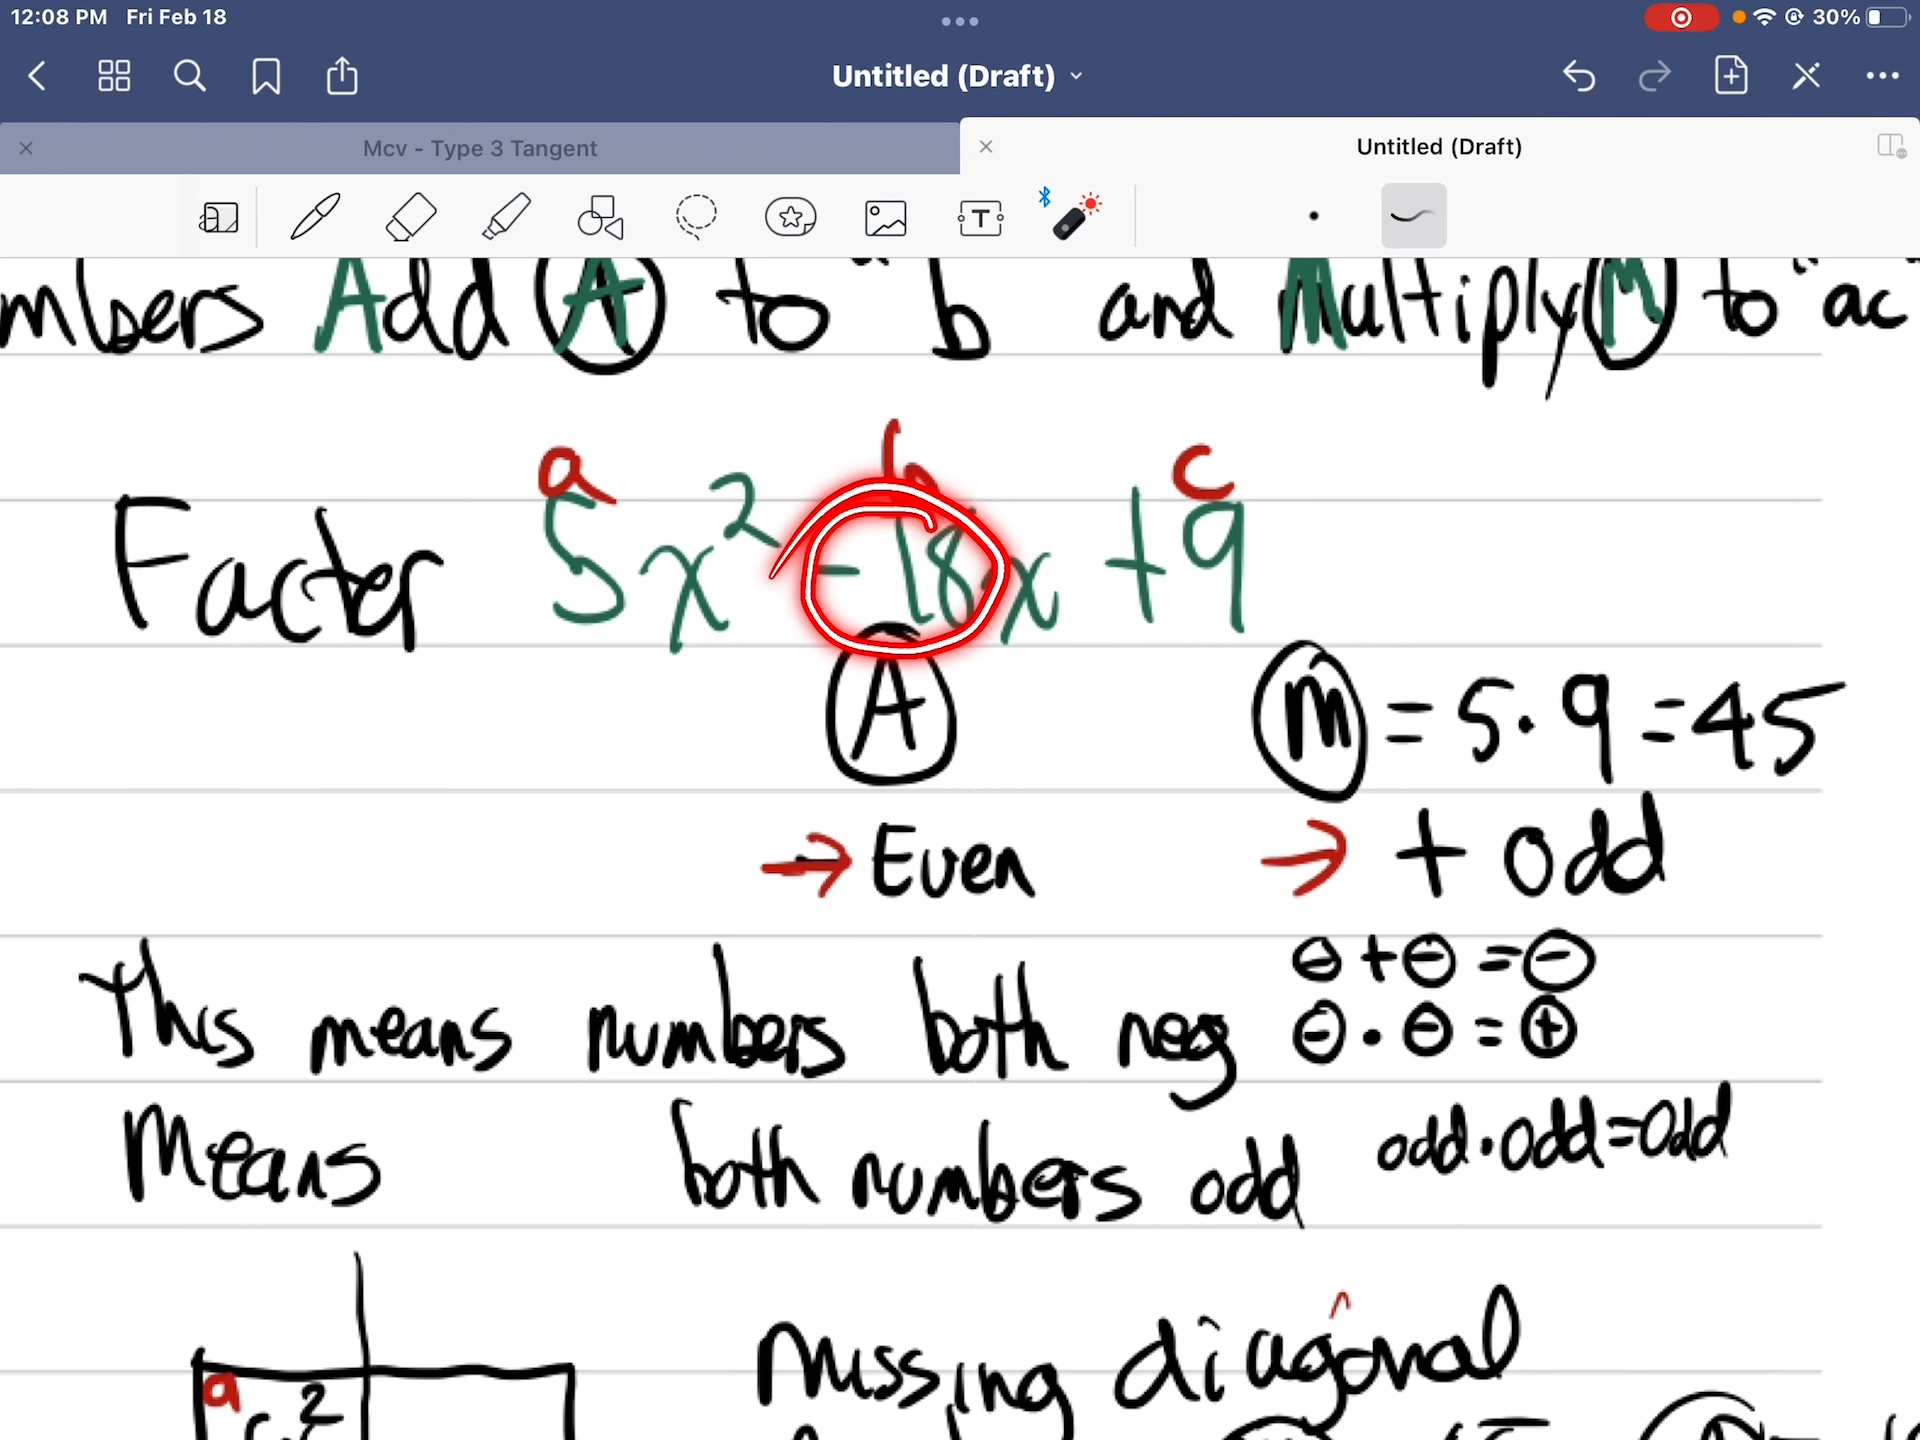 12:08 PM Fri Feb 18
30%
Untitled (Draft)
Mcv - Type 3 Tangent
Untitled (Draft)
T
mbers Add (A) to "b and Multiply (M) to "ac"
a b c
Factor 5x² -18x +9
A M = 5·9 = 45
→ Even → + odd
⊖ + ⊖ = ⊖
This means numbers both neg ⊖ · ⊖ = ⊕
Means both numbers odd odd·odd=odd
missing diagonal
a